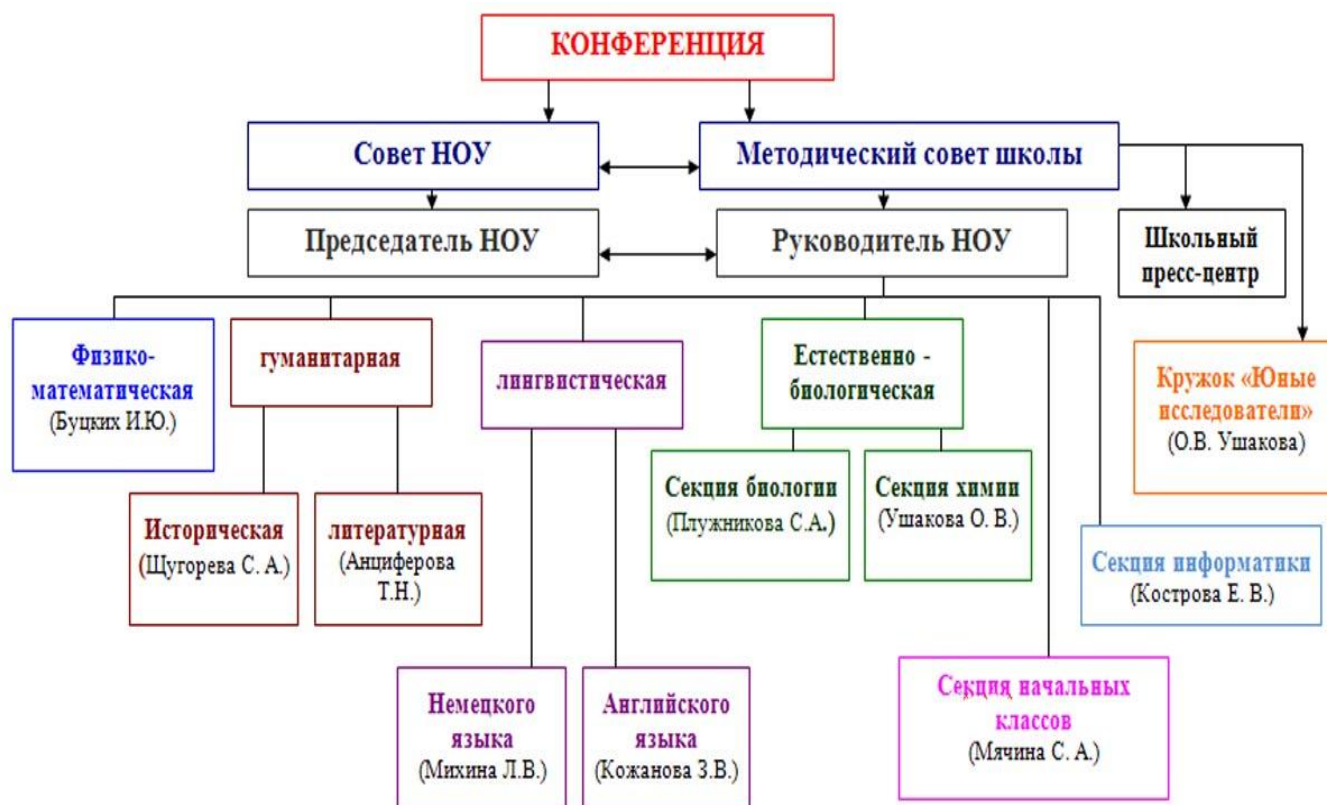 КОНФЕРЕНЦИЯ
Совет НОУ
Методический совет школы
Председатель НОУ
Руководитель НОУ
Школьный
пресс-центр
Физико-
математическая
(Буцких И.Ю.)
гуманитарная
лингвистическая
Естественно -
биологическая
Кружок «Юные
исследователи»
(О.В. Ушакова)
Историческая
(Щугорева С. А.)
литературная
(Анциферова
Т.Н.)
Секция биологии
(Плужникова С.А.)
Секция химии
(Ушакова О. В.)
Секция информатики
(Кострова Е. В.)
Немецкого
языка
(Михина Л.В.)
Английского
языка
(Кожанова З.В.)
Секция начальных
классов
(Мячина С. А.)